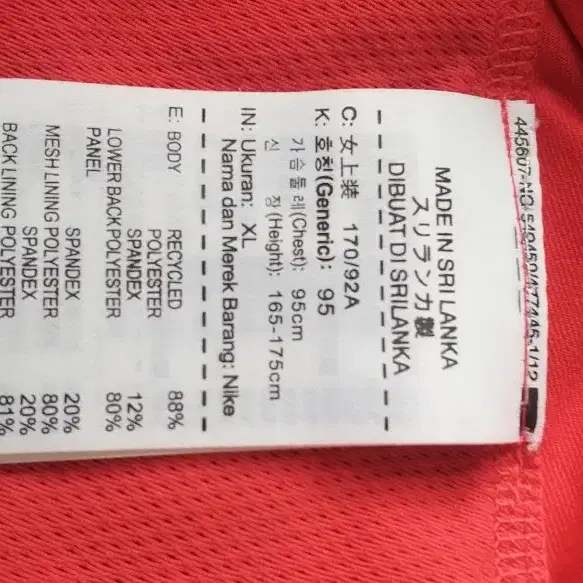 MADE IN SRI LANKA
スリランカ製
DIBUAT DI SRILANKA
C: 女上装 170/92A
K: 호칭(Generic): 95
가슴둘레(Chest): 95cm
신 장(Height): 165-175cm
IN: Ukuran: XL
Nama dan Merek Barang: Nike
E: BODY RECYCLED 88%
POLYESTER
SPANDEX 12%
LOWER BACK POLYESTER 80%
PANEL
SPANDEX 20%
MESH LINING POLYESTER 80%
SPANDEX 20%
BACK LINING POLYESTER 81%